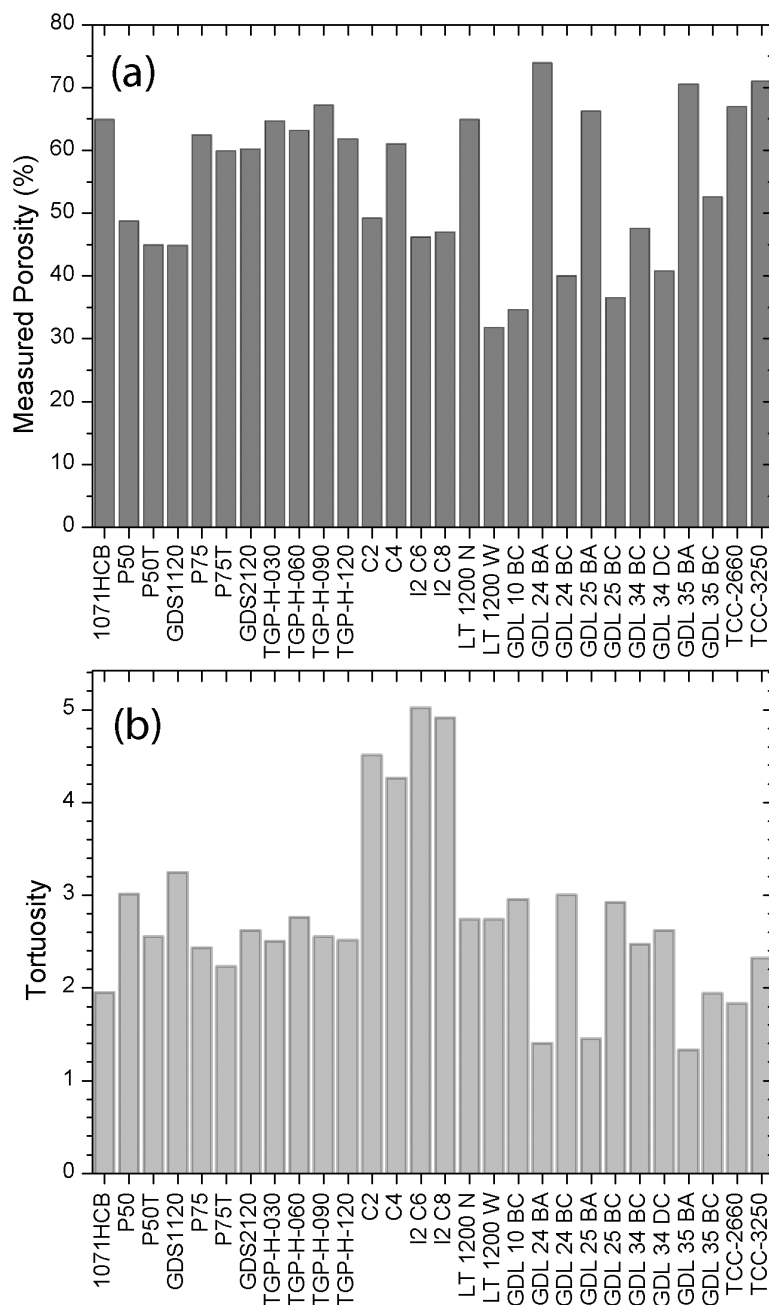 80
(a)
70
60
50
40
30
20
10
0
Measured Porosity (%)
1071HCB
P50
P50T
GDS1120
P75
P75T
GDS2120
TGP-H-030
TGP-H-060
TGP-H-090
TGP-H-120
C2
C4
I2 C6
I2 C8
LT 1200 N
LT 1200 W
GDL 10 BC
GDL 24 BA
GDL 24 BC
GDL 25 BA
GDL 25 BC
GDL 34 BC
GDL 34 DC
GDL 35 BA
GDL 35 BC
TCC-2660
TCC-3250
(b)
5
4
3
2
1
0
Tortuosity
1071HCB
P50
P50T
GDS1120
P75
P75T
GDS2120
TGP-H-030
TGP-H-060
TGP-H-090
TGP-H-120
C2
C4
I2 C6
I2 C8
LT 1200 N
LT 1200 W
GDL 10 BC
GDL 24 BA
GDL 24 BC
GDL 25 BA
GDL 25 BC
GDL 34 BC
GDL 34 DC
GDL 35 BA
GDL 35 BC
TCC-2660
TCC-3250